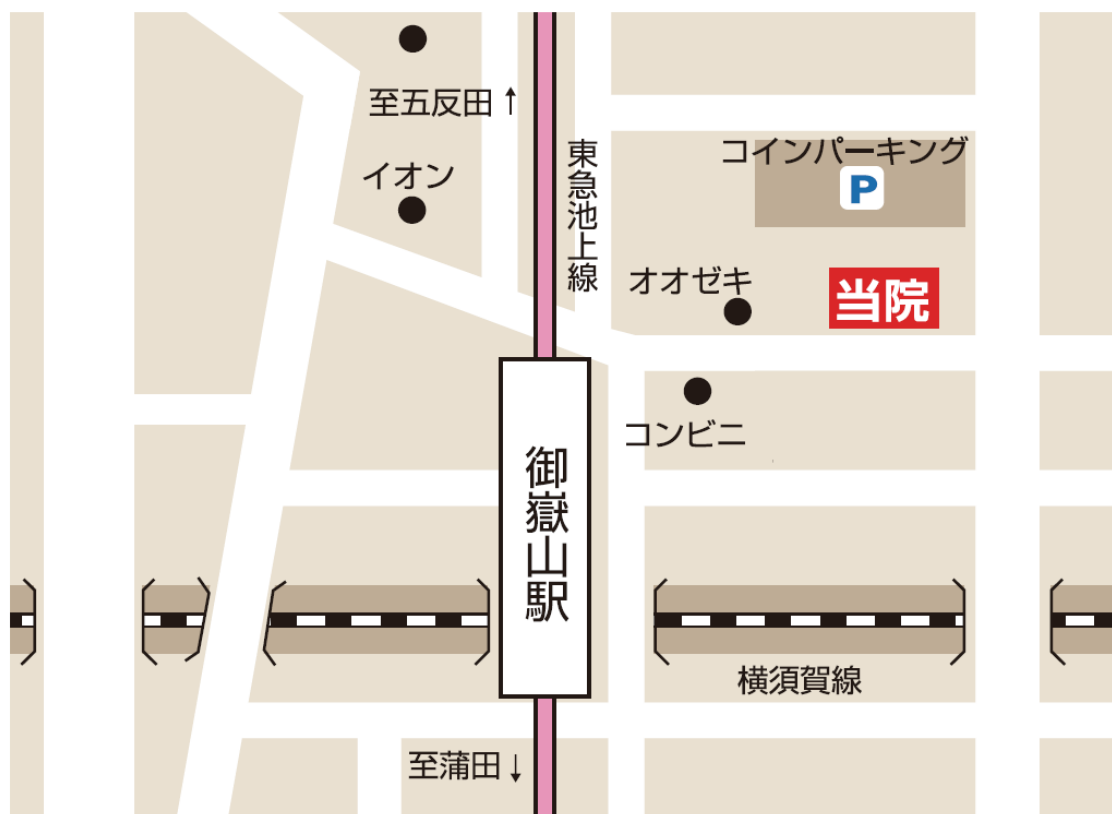 至五反田↑
コインパーキング
P
イオン
東急池上線
オオゼキ
当院
コンビニ
御嶽山駅
横須賀線
至蒲田↓